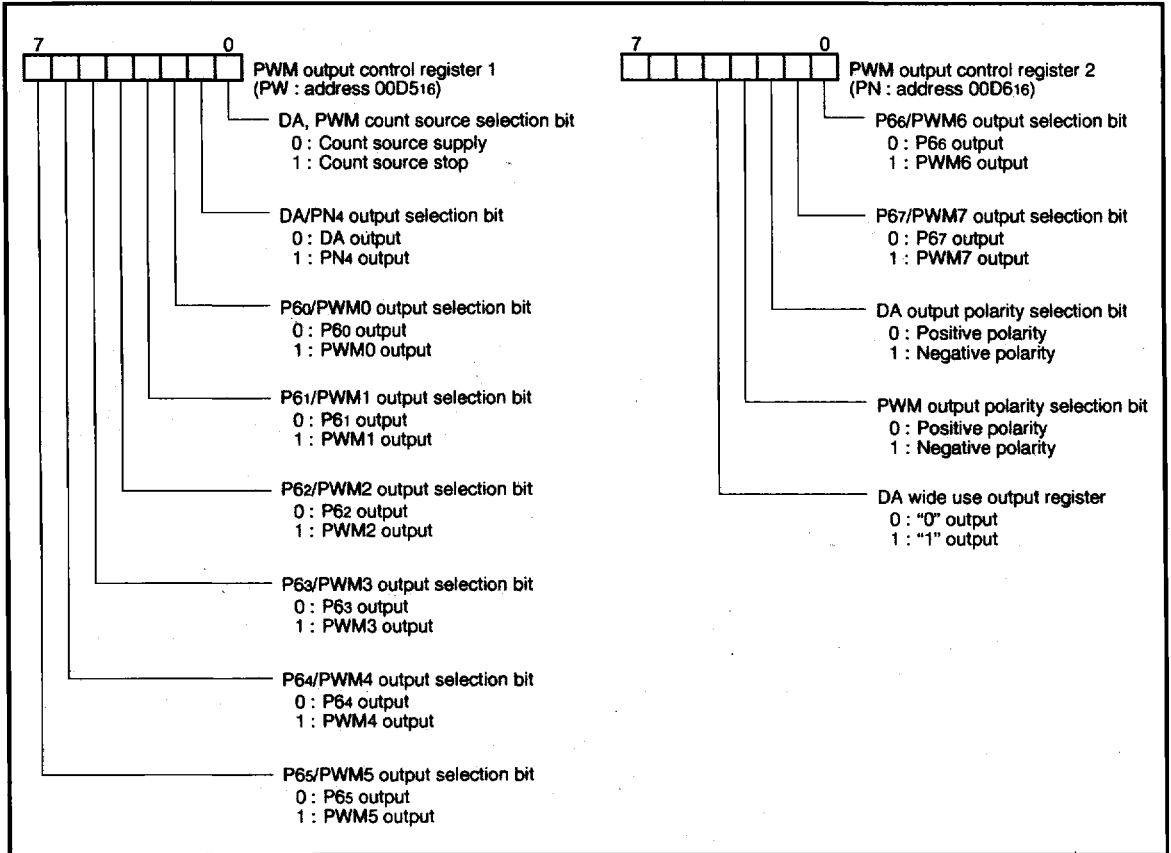 7 0
PWM output control register 1
(PW : address 00D516)
DA, PWM count source selection bit
0 : Count source supply
1 : Count source stop
DA/PN4 output selection bit
0 : DA output
1 : PN4 output
P60/PWM0 output selection bit
0 : P60 output
1 : PWM0 output
P61/PWM1 output selection bit
0 : P61 output
1 : PWM1 output
P62/PWM2 output selection bit
0 : P62 output
1 : PWM2 output
P63/PWM3 output selection bit
0 : P63 output
1 : PWM3 output
P64/PWM4 output selection bit
0 : P64 output
1 : PWM4 output
P65/PWM5 output selection bit
0 : P65 output
1 : PWM5 output
7 0
PWM output control register 2
(PN : address 00D616)
P66/PWM6 output selection bit
0 : P66 output
1 : PWM6 output
P67/PWM7 output selection bit
0 : P67 output
1 : PWM7 output
DA output polarity selection bit
0 : Positive polarity
1 : Negative polarity
PWM output polarity selection bit
0 : Positive polarity
1 : Negative polarity
DA wide use output register
0 : “0” output
1 : “1” output